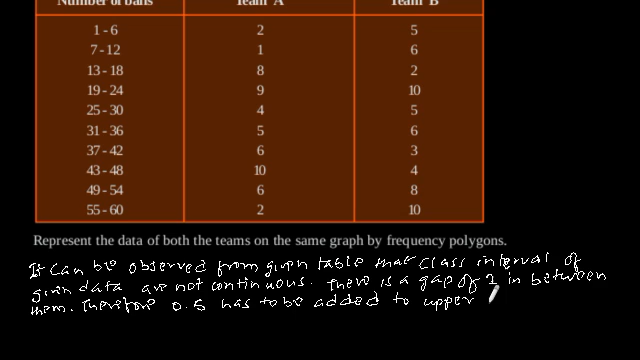 Number of balls Team A Team B
1 - 6 2 5
7 - 12 1 6
13 - 18 8 2
19 - 24 9 10
25 - 30 4 5
31 - 36 5 6
37 - 42 6 3
43 - 48 10 4
49 - 54 6 8
55 - 60 2 10
Represent the data of both the teams on the same graph by frequency polygons.
It can be observed from given table that class interval of
given data are not continuous. There is a gap of 1 in between
them. Therefore 0.5 has to be added to upper